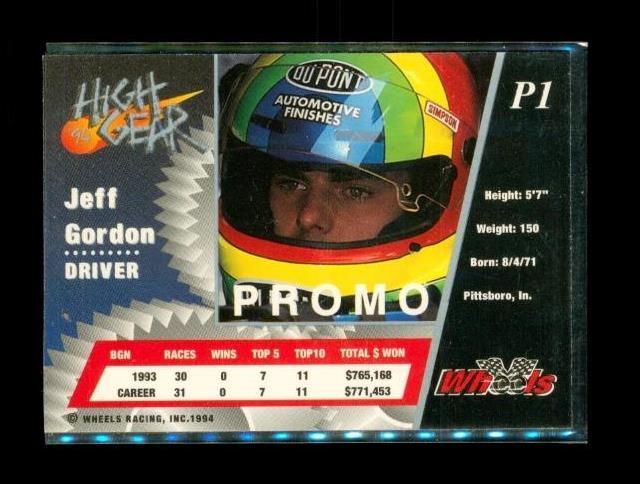 HIGH
'94 GEAR
Jeff
Gordon
DRIVER
DU PONT
AUTOMOTIVE
FINISHES
SIMPSON
PROMO
P1
Height: 5'7"
Weight: 150
Born: 8/4/71
Pittsboro, In.
Wheels
BGN RACES WINS TOP 5 TOP10 TOTAL $ WON
1993 30 0 7 11 $765,168
CAREER 31 0 7 11 $771,453
© WHEELS RACING, INC.1994